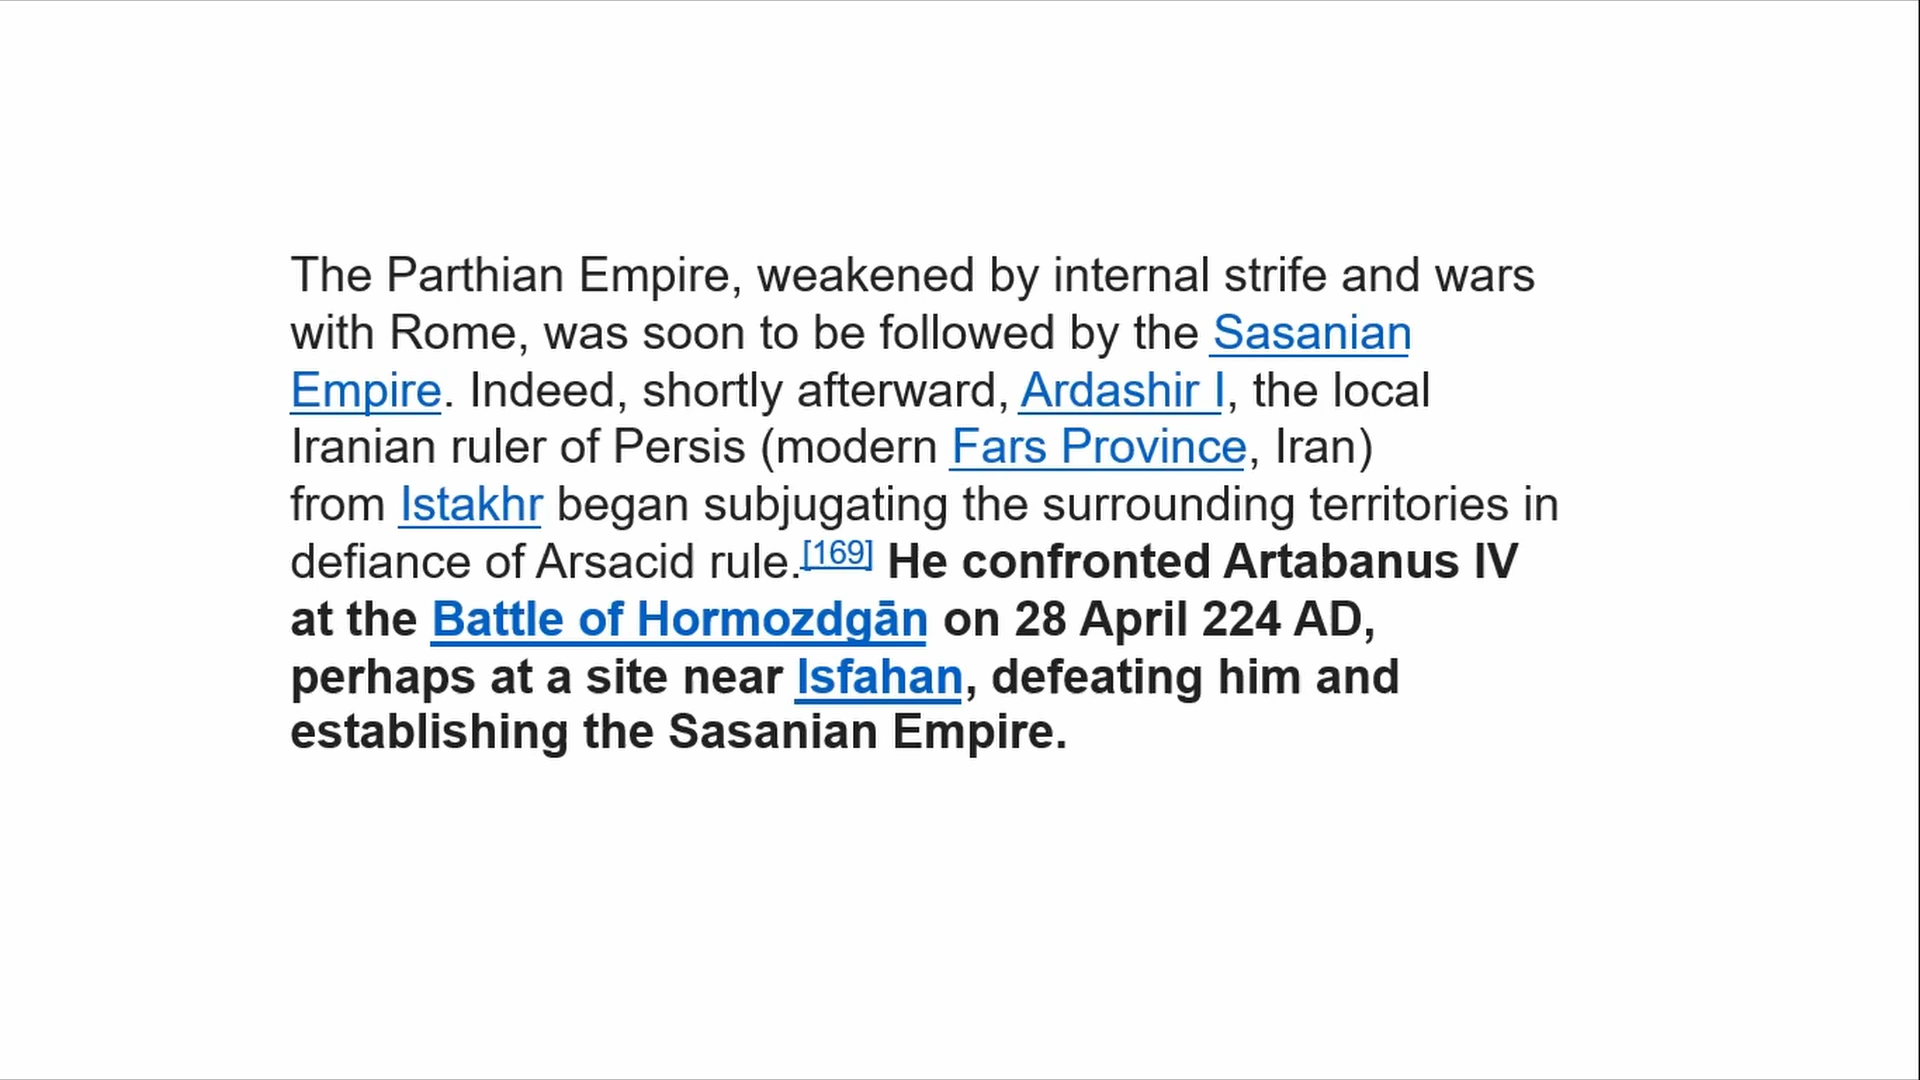 The Parthian Empire, weakened by internal strife and wars
with Rome, was soon to be followed by the Sasanian
Empire. Indeed, shortly afterward, Ardashir I, the local
Iranian ruler of Persis (modern Fars Province, Iran)
from Istakhr began subjugating the surrounding territories in
defiance of Arsacid rule.[169] He confronted Artabanus IV
at the Battle of Hormozdgān on 28 April 224 AD,
perhaps at a site near Isfahan, defeating him and
establishing the Sasanian Empire.